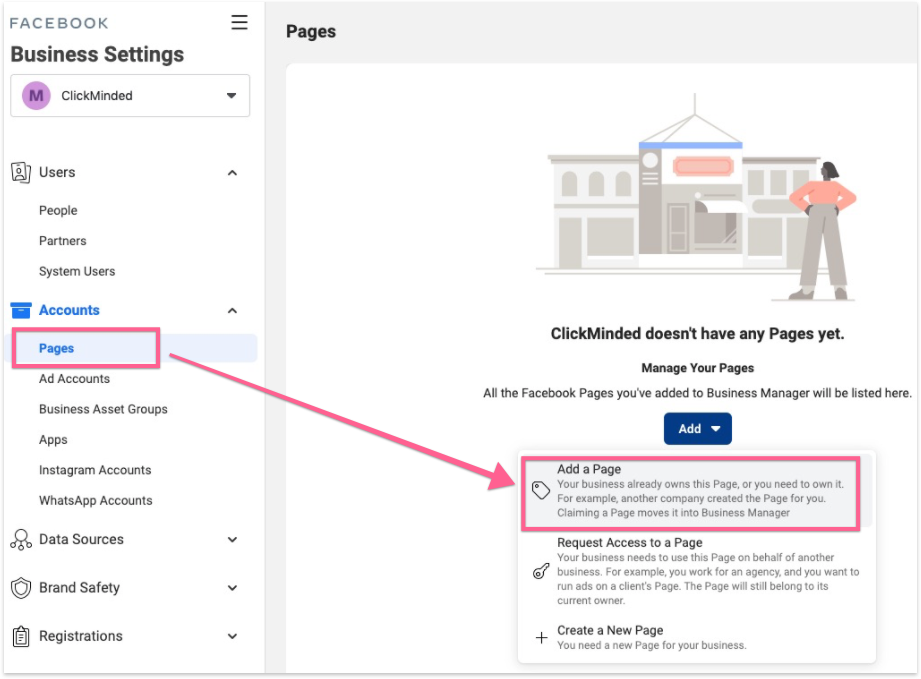 FACEBOOK
Business Settings
M
ClickMinded
Users
People
Partners
System Users
Accounts
Pages
Ad Accounts
Business Asset Groups
Apps
Instagram Accounts
WhatsApp Accounts
Data Sources
Brand Safety
Registrations
Pages
ClickMinded doesn't have any Pages yet.
Manage Your Pages
All the Facebook Pages you've added to Business Manager will be listed here.
Add
Add a Page
Your business already owns this Page, or you need to own it.
For example, another company created the Page for you.
Claiming a Page moves it into Business Manager
Request Access to a Page
Your business needs to use this Page on behalf of another
business. For example, you work for an agency, and you want to
run ads on a client's Page. The Page will still belong to its
current owner.
Create a New Page
You need a new Page for your business.